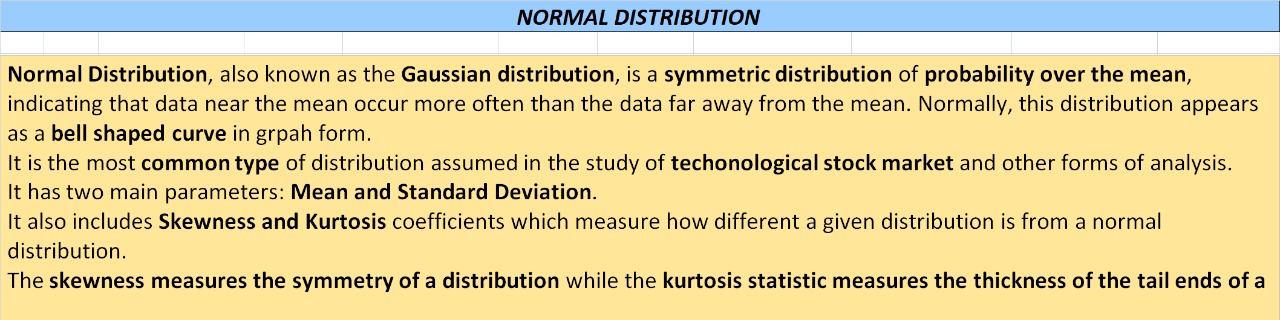 NORMAL DISTRIBUTION
Normal Distribution, also known as the Gaussian distribution, is a symmetric distribution of probability over the mean,
indicating that data near the mean occur more often than the data far away from the mean. Normally, this distribution appears
as a bell shaped curve in grpah form.
It is the most common type of distribution assumed in the study of techonological stock market and other forms of analysis.
It has two main parameters: Mean and Standard Deviation.
It also includes Skewness and Kurtosis coefficients which measure how different a given distribution is from a normal
distribution.
The skewness measures the symmetry of a distribution while the kurtosis statistic measures the thickness of the tail ends of a